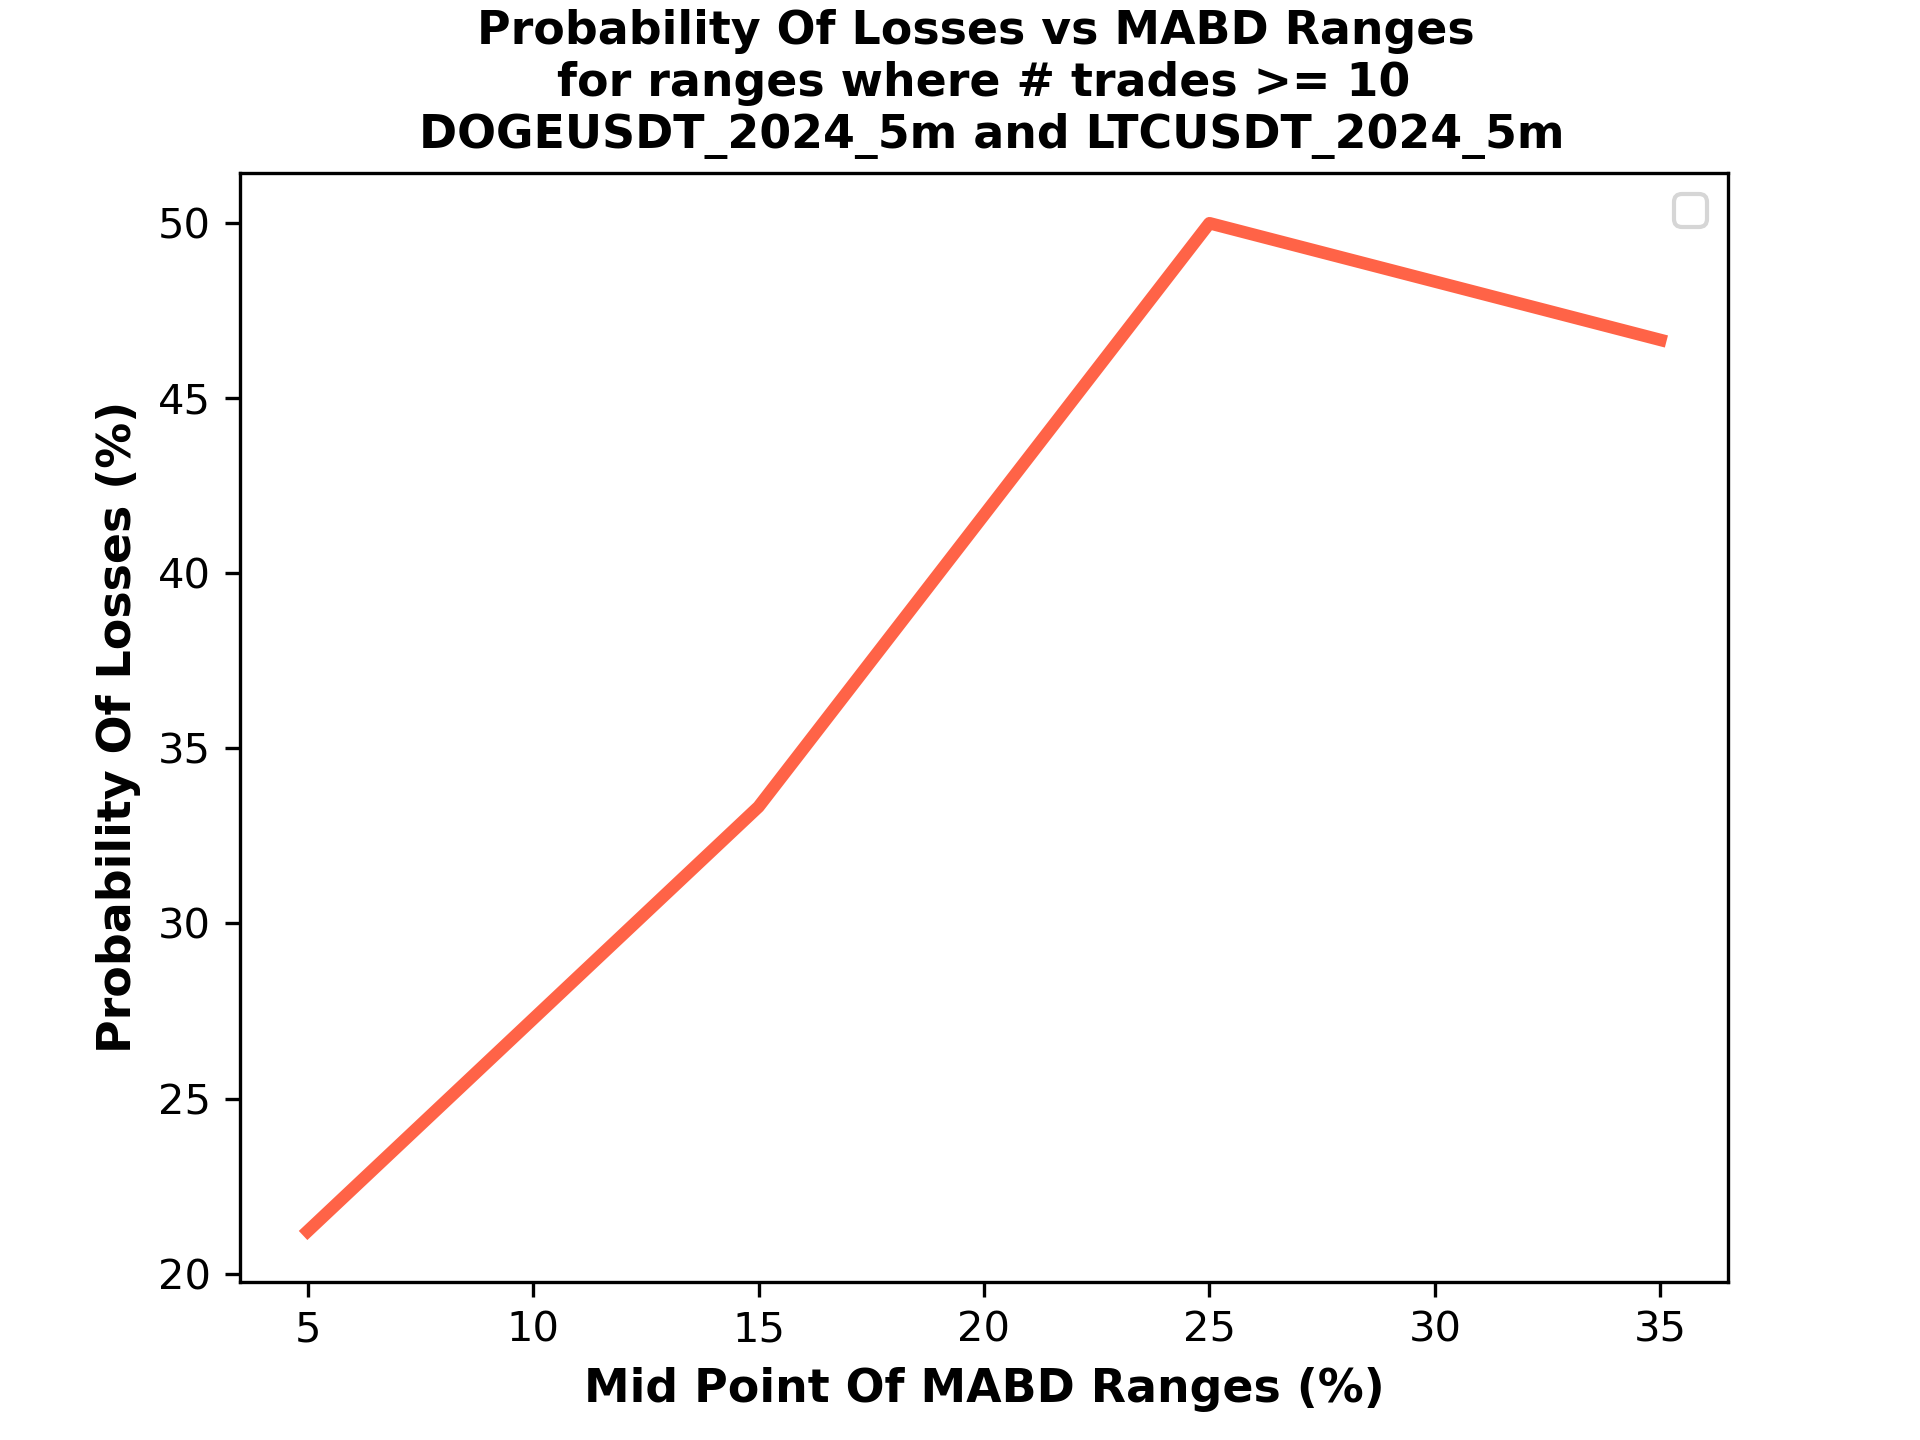 Probability Of Losses vs MABD Ranges
for ranges where # trades >= 10
DOGEUSDT_2024_5m and LTCUSDT_2024_5m
Probability Of Losses (%)
50
45
40
35
30
25
20
5 10 15 20 25 30 35
Mid Point Of MABD Ranges (%)